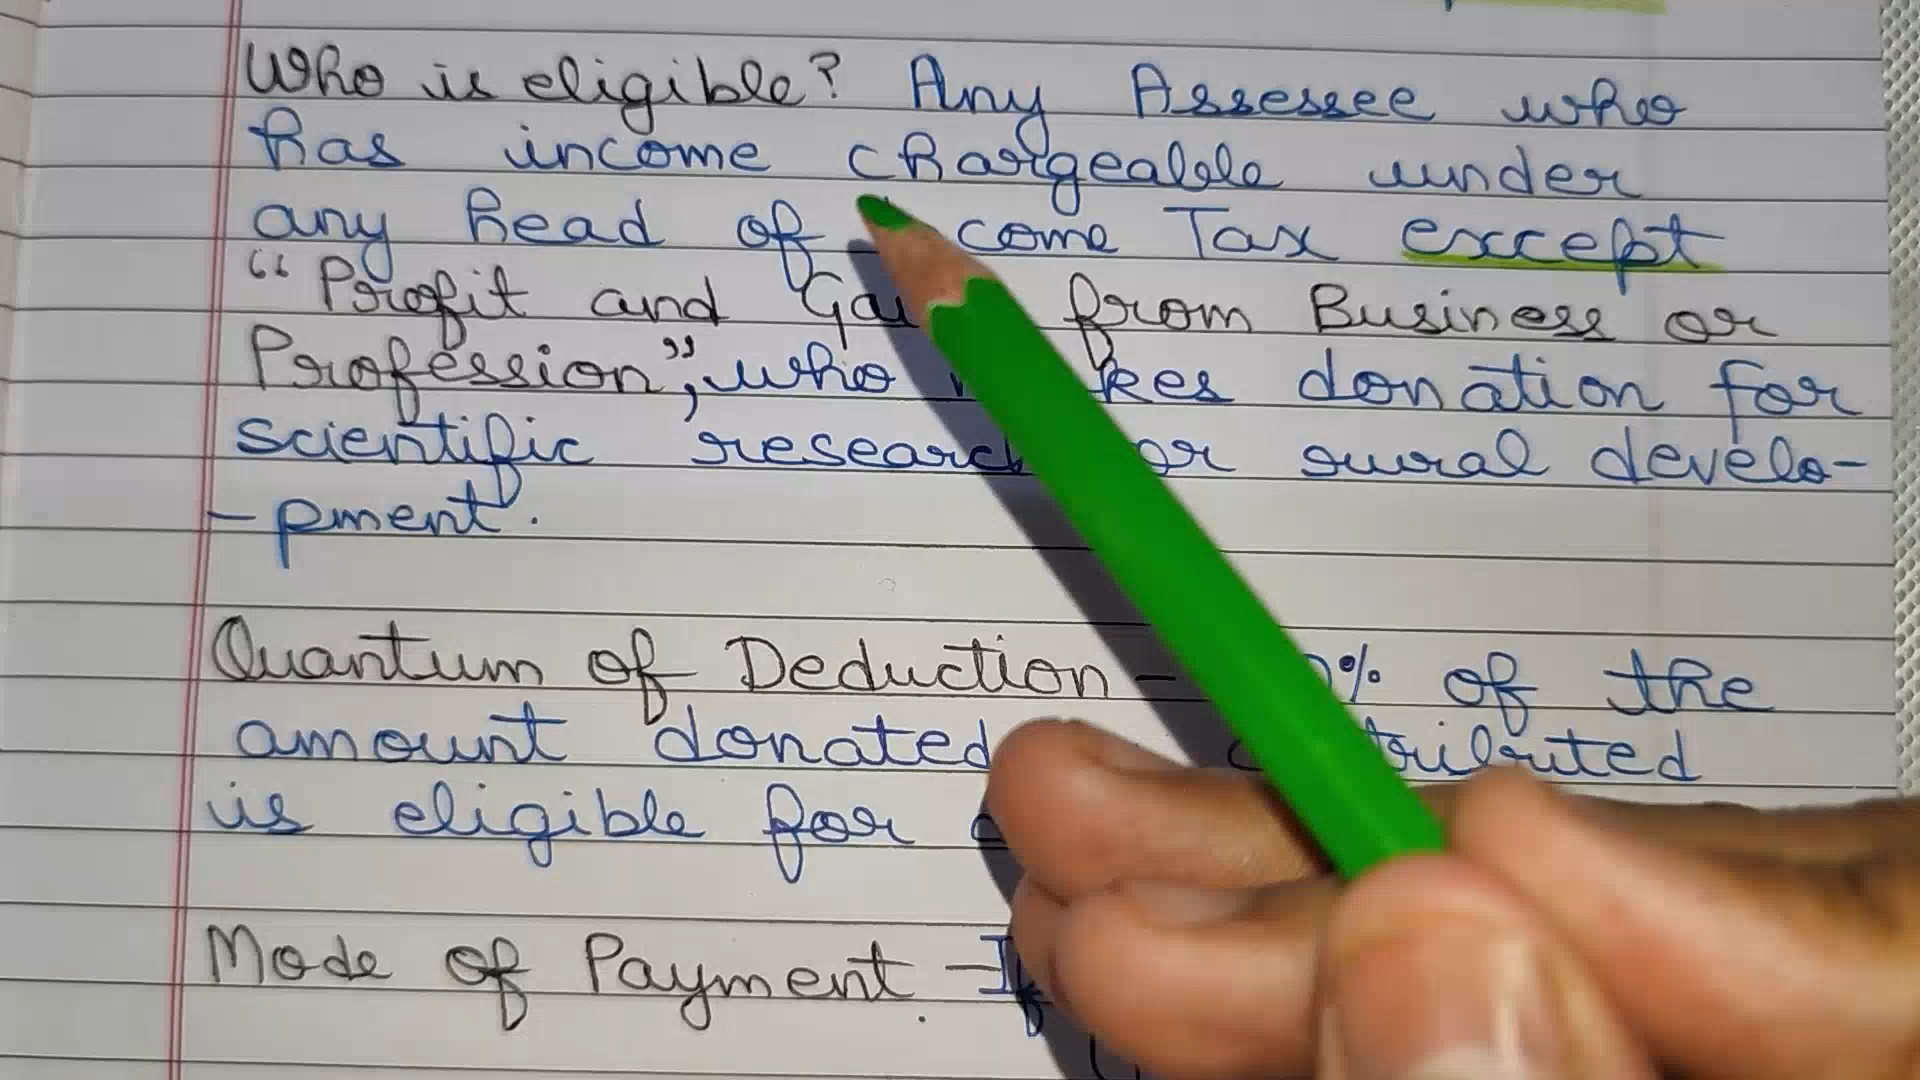 Who is eligible? Any Assessee who
has income chargeable under
any head of come Tax except
"Profit and Gai from Business or
Profession", who kes donation for
scientific research or rural develo-
-pment.
Quantum of Deduction - % of the
amount donated tributed
is eligible for
Mode of Payment - If